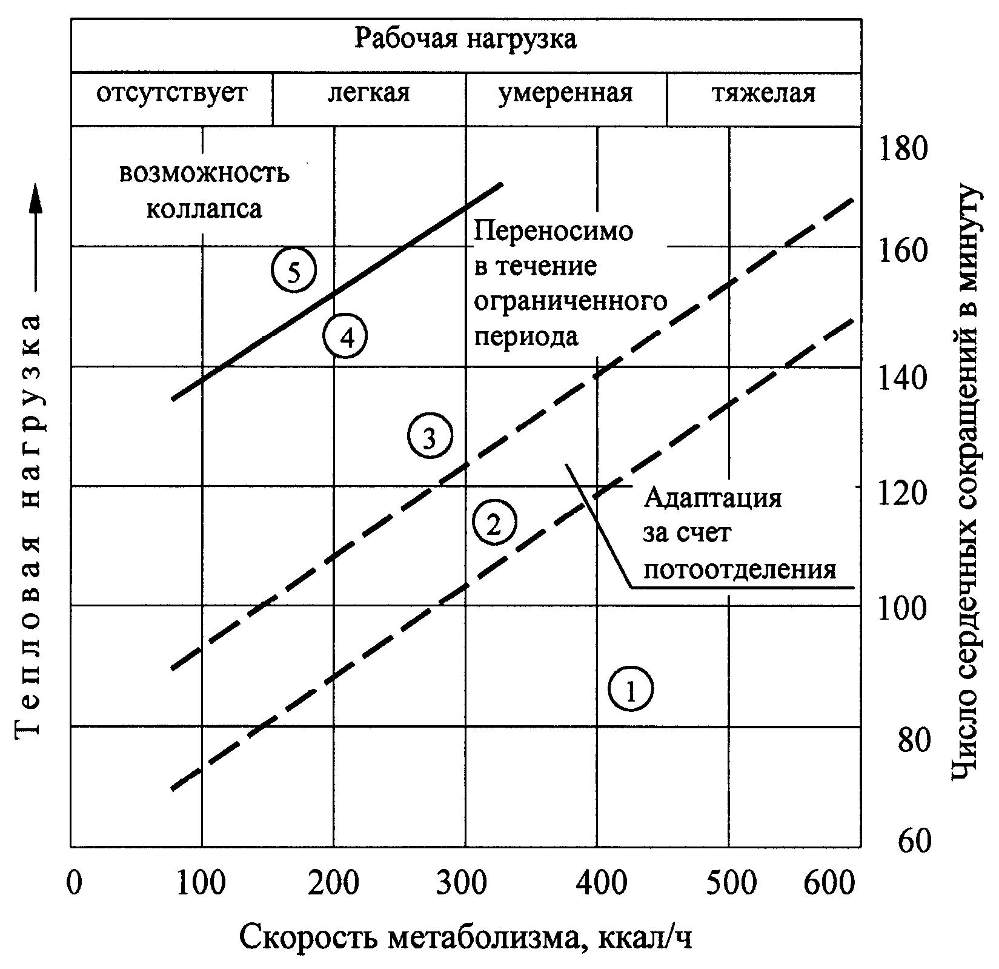 Рабочая нагрузка
отсутствует
легкая
умеренная
тяжелая
возможность
коллапса
Переносимо
в течение
ограниченного
периода
Адаптация
за счет
потоотделения
5
4
3
2
1
Тепловая нагрузка
180
160
140
120
100
80
60
Число сердечных сокращений в минуту
0
100
200
300
400
500
600
Скорость метаболизма, ккал/ч